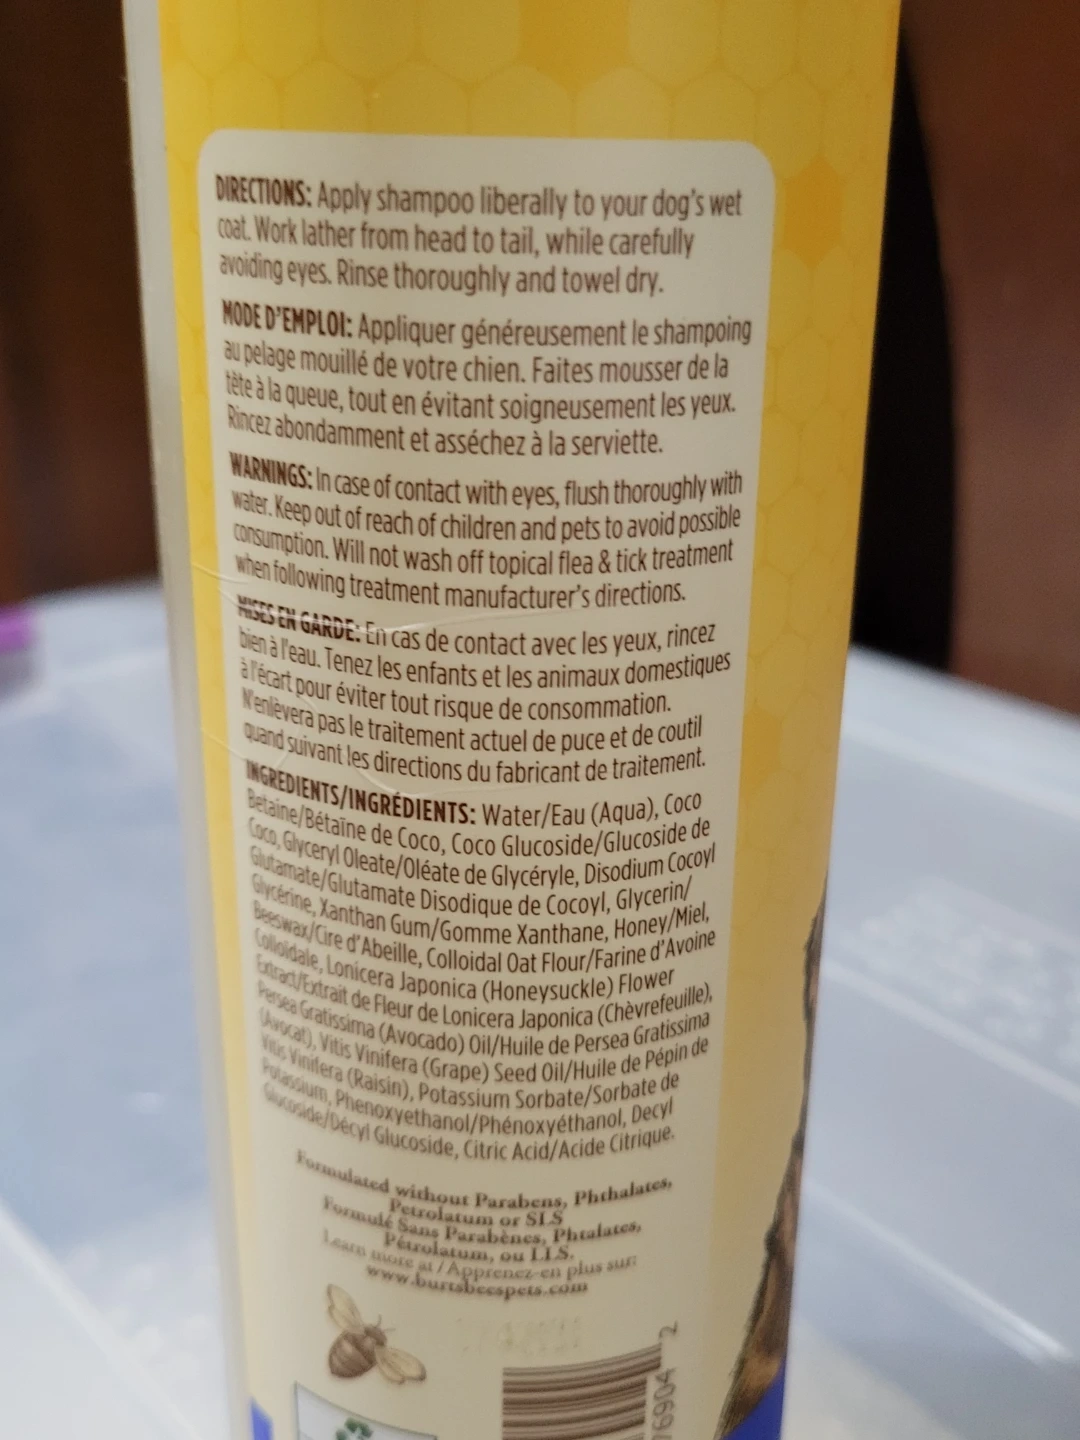 DIRECTIONS: Apply shampoo liberally to your dog's wet
coat. Work lather from head to tail, while carefully
avoiding eyes. Rinse thoroughly and towel dry.
MODE D'EMPLOI: Appliquer généreusement le shampoing
au pelage mouillé de votre chien. Faites mousser de la
tête à la queue, tout en évitant soigneusement les yeux.
Rincez abondamment et asséchez à la serviette.
WARNINGS: In case of contact with eyes, flush thoroughly with
water. Keep out of reach of children and pets to avoid possible
consumption. Will not wash off topical flea & tick treatment
when following treatment manufacturer's directions.
MISES EN GARDE: En cas de contact avec les yeux, rincez
bien à l'eau. Tenez les enfants et les animaux domestiques
à l'écart pour éviter tout risque de consommation.
N'enlèvera pas le traitement actuel de puce et de coutil
quand suivant les directions du fabricant de traitement.
INGREDIENTS/INGRÉDIENTS: Water/Eau (Aqua), Coco
Betaine/Bétaïne de Coco, Coco Glucoside/Glucoside de
Coco, Glyceryl Oleate/Oléate de Glycéryle, Disodium Cocoyl
Glutamate/Glutamate Disodique de Cocoyl, Glycerin/
Glycérine, Xanthan Gum/Gomme Xanthane, Honey/Miel,
Beeswax/Cire d'Abeille, Colloidal Oat Flour/Farine d'Avoine
Colloïdale, Lonicera Japonica (Honeysuckle) Flower
Extract/Extrait de Fleur de Lonicera Japonica (Chèvrefeuille),
Persea Gratissima (Avocado) Oil/Huile de Persea Gratissima
(Avocat), Vitis Vinifera (Grape) Seed Oil/Huile de Pépin de
Vitis Vinifera (Raisin), Potassium Sorbate/Sorbate de
Potassium, Phenoxyethanol/Phénoxyéthanol, Decyl
Glucoside/Décyl Glucoside, Citric Acid/Acide Citrique.
Formulated without Parabens, Phthalates,
Petrolatum or SLS
Formulé Sans Parabènes, Phtalates,
Pétrolatum, ou LLS.
Learn more at / Apprenez-en plus sur:
www.burtsbeespets.com
76904 2